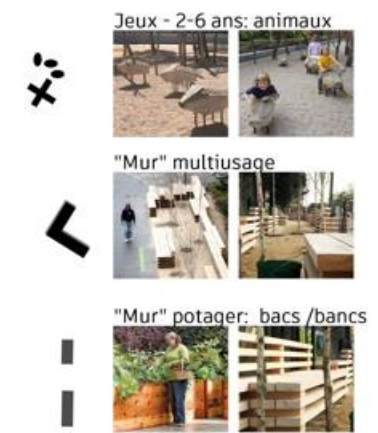 Jeux - 2-6 ans: animaux
"Mur" multiusage
"Mur" potager: bacs /bancs